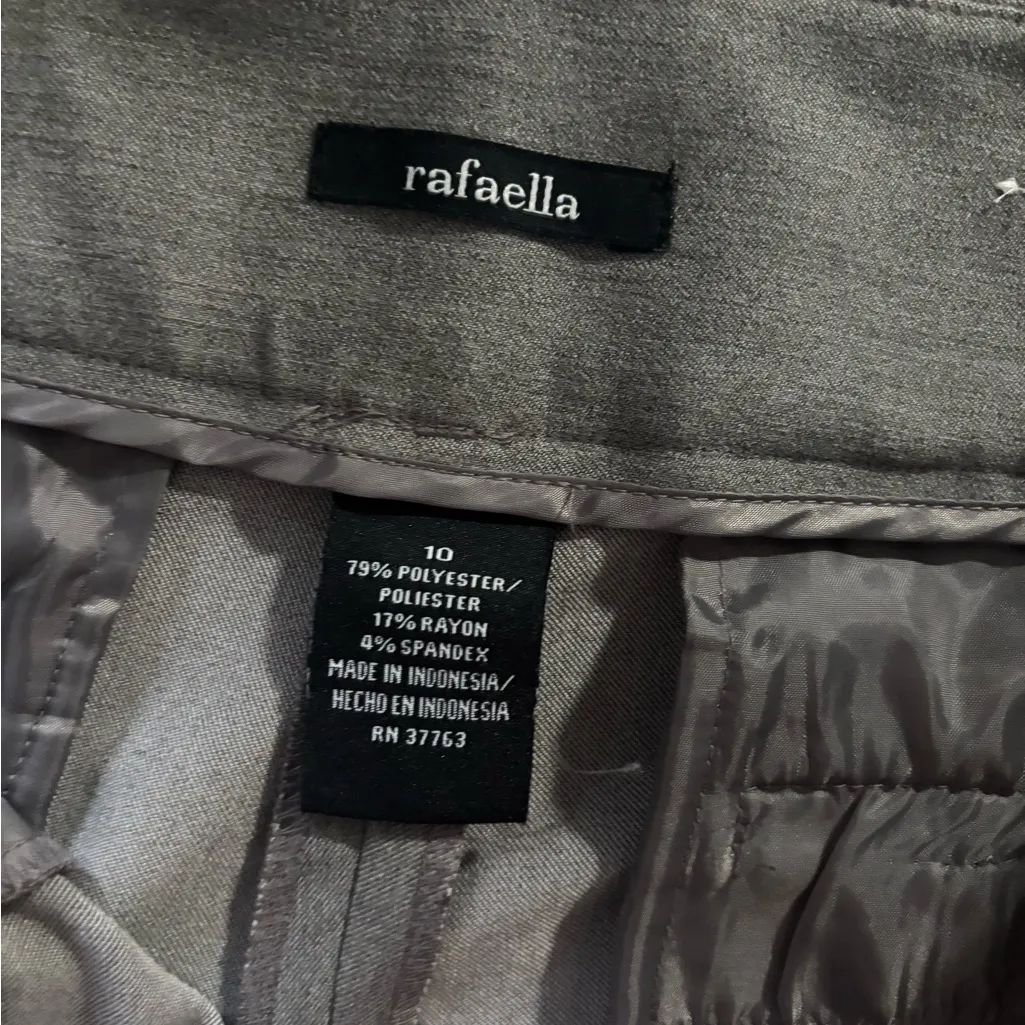 rafaella
10
79% POLYESTER/
POLIESTER
17% RAYON
4% SPANDEX
MADE IN INDONESIA/
HECHO EN INDONESIA
RN 37763